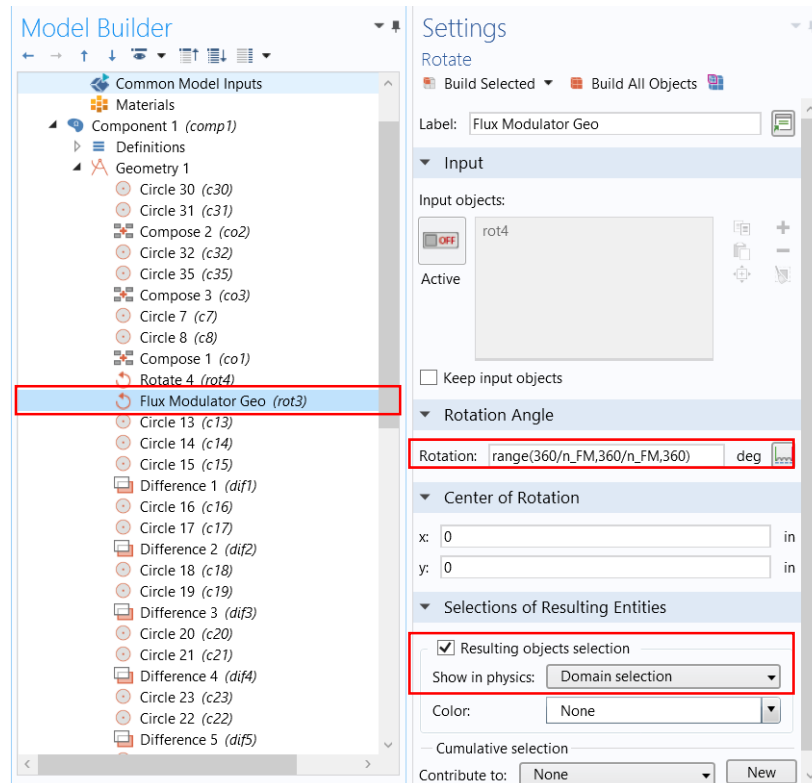 Model Builder
Common Model Inputs
Materials
Component 1 (comp1)
Definitions
Geometry 1
Circle 30 (c30)
Circle 31 (c31)
Compose 2 (co2)
Circle 32 (c32)
Circle 35 (c35)
Compose 3 (co3)
Circle 7 (c7)
Circle 8 (c8)
Compose 1 (co1)
Rotate 4 (rot4)
Flux Modulator Geo (rot3)
Circle 13 (c13)
Circle 14 (c14)
Circle 15 (c15)
Difference 1 (dif1)
Circle 16 (c16)
Circle 17 (c17)
Difference 2 (dif2)
Circle 18 (c18)
Circle 19 (c19)
Difference 3 (dif3)
Circle 20 (c20)
Circle 21 (c21)
Difference 4 (dif4)
Circle 23 (c23)
Circle 22 (c22)
Difference 5 (dif5)
Settings
Rotate
Build Selected Build All Objects
Label: Flux Modulator Geo
Input
Input objects:
rot4
OFF
Active
Keep input objects
Rotation Angle
Rotation: range(360/n_FM,360/n_FM,360) deg
Center of Rotation
x: 0 in
y: 0 in
Selections of Resulting Entities
Resulting objects selection
Show in physics: Domain selection
Color: None
Cumulative selection
Contribute to: None New